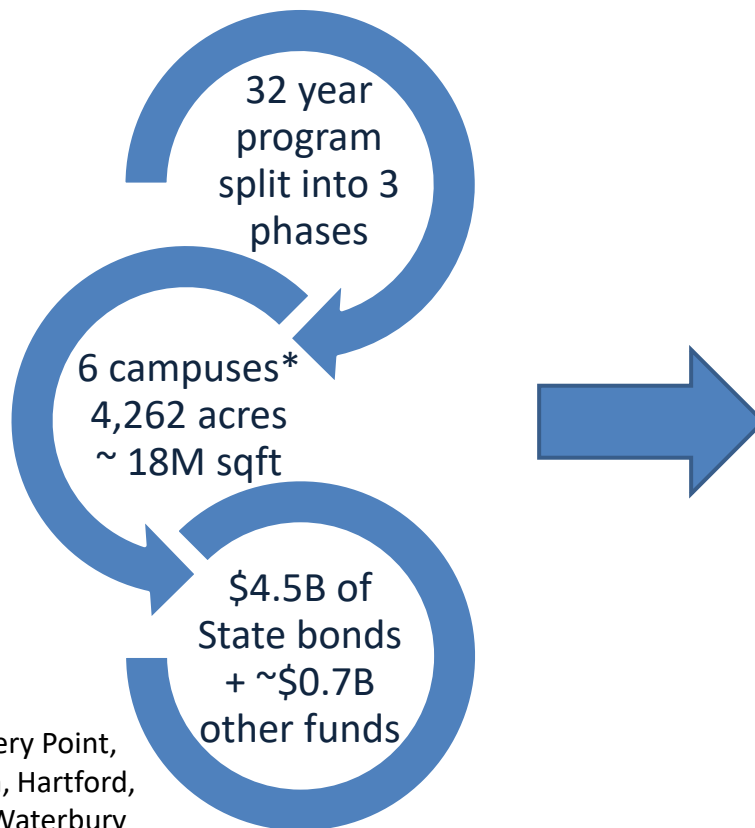 32 year
program
split into 3
phases
6 campuses*
4,262 acres
~ 18M sqft
$4.5B of
State bonds
+ ~$0.7B
other funds
Point,
Hartford,
Waterbury